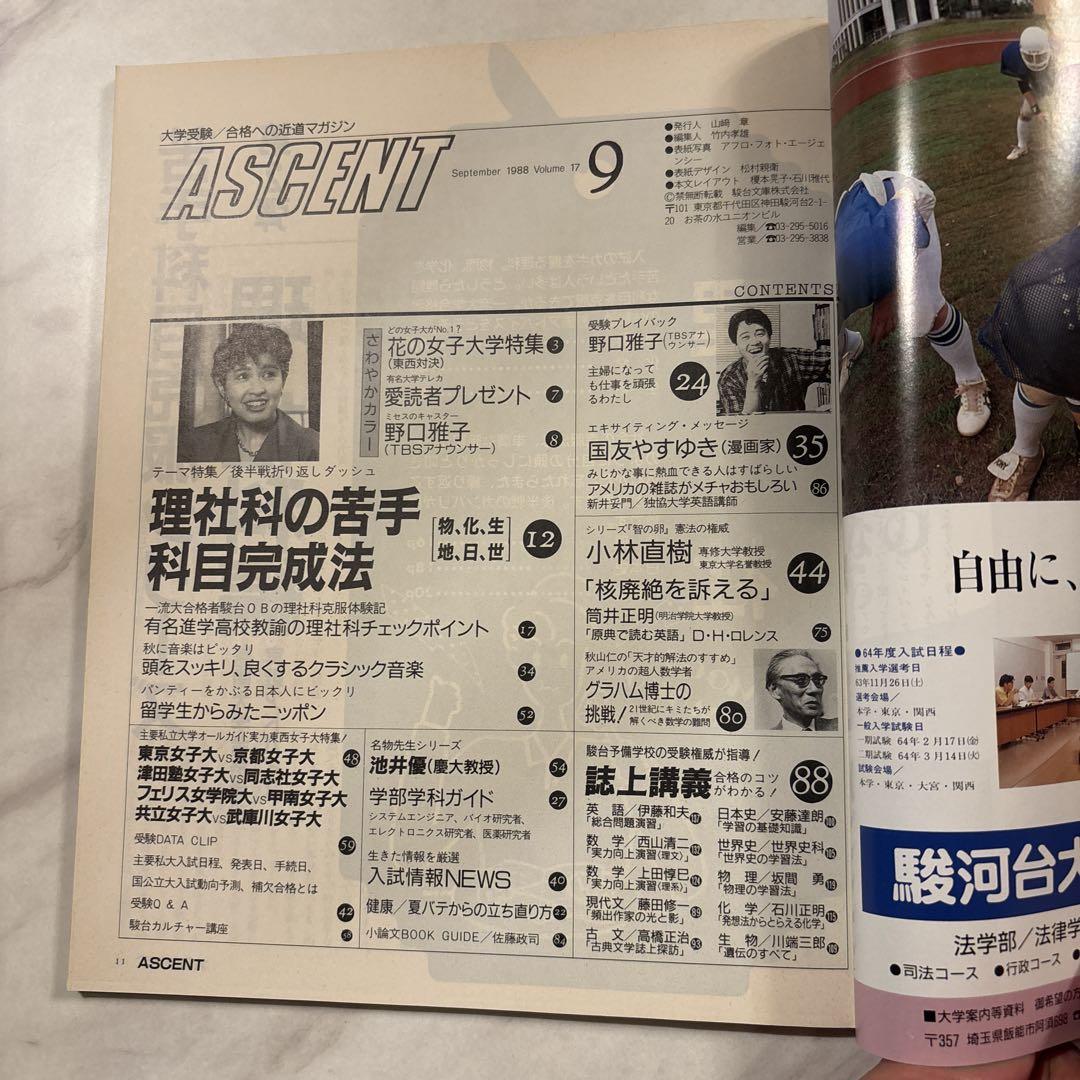 大学受験／合格への近道マガジン
ASCENT
September 1988 Volume 17
9
●発行人 山﨑 章
●編集人 竹内孝雄
●表紙写真 アフロ・フォト・エージェ
ンシー
●表紙デザイン 松村親衛
●本文レイアウト 榎本晃子・石川雅代
Ⓒ禁無断転載 駿台文庫株式会社
〒101 東京都千代田区神田駿河台2-1-
20 お茶の水ユニオンビル
編集／☎03-295-5016
営業／☎03-295-3838
CONTENTS
さわやかカラー
どの女子大がNo.1？
花の女子大学特集 3
(東西対決)
有名大学テレカ
愛読者プレゼント 7
ミセスのキャスター
野口雅子 8
(TBSアナウンサー)
テーマ特集／後半戦折り返しダッシュ
理社科の苦手
科目完成法
[物、化、生
地、日、世] 12
一流大合格者駿台ＯＢの理社科克服体験記
有名進学高校教諭の理社科チェックポイント 17
秋に音楽はピッタリ
頭をスッキリ、良くするクラシック音楽 34
パンティーをかぶる日本人にビックリ
留学生からみたニッポン 52
主要私立大学オールガイド実力東西女子大特集！
東京女子大vs京都女子大 48
津田塾女子大vs同志社女子大
フェリス女学院大vs甲南女子大
共立女子大vs武庫川女子大
受験DATA CLIP 59
主要私大入試日程、発表日、手続日、
国公立大入試動向予測、補欠合格とは
受験Ｑ＆Ａ 42
駿台カルチャー講座
名物先生シリーズ
池井優(慶大教授) 54
学部学科ガイド 27
システムエンジニア、バイオ研究者、
エレクトロニクス研究者、医薬研究者
生きた情報を厳選
入試情報NEWS 40
健康／夏バテからの立ち直り方 22
小論文BOOK GUIDE／佐藤政司 84
受験プレイバック
野口雅子(TBSアナ
ウンサー)
主婦になって
も仕事を頑張
るわたし
24
エキサイティング・メッセージ
国友やすゆき(漫画家) 35
みじかな事に熱血できる人はすばらしい
アメリカの雑誌がメチャおもしろい 86
新井妥門／独協大学英語講師
シリーズ「智の卵」憲法の権威
小林直樹 専修大学教授
東京大学名誉教授
44
「核廃絶を訴える」
筒井正明(明治学院大学教授)
「原典で読む英語」Ｄ・Ｈ・ロレンス 75
秋山仁の「天才的解法のすすめ」
アメリカの超人数学者
グラハム博士の
挑戦！ 21世紀にキミたちが
解くべき数学の難問
80
駿台予備学校の受験権威が指導！
誌上講義 合格のコツ
がわかる！
88
英 語／伊藤和夫
「総合問題演習」
数 学／西山清二
「実力向上演習(理文)」
数 学／上田惇巳
「実力向上演習(理系)」
現代文／藤田修一
「頻出作家の光と影」
古 文／高橋正治
「古典文学誌上探訪」
日本史／安藤達朗
「学習の基礎知識」
世界史／世界史科
「世界史の学習法」
物 理／坂間 勇
「物理の学習法」
化 学／石川正明
「発想法からとらえる化学」
生 物／川端三郎
「遺伝のすべて」
11 ASCENT
自由に、
●64年度入試日程●
推薦入学選考日
63年11月26日(土)
選考会場／
本学・東京・関西
一般入学試験日
一期試験 64年2月17日(金)
二期試験 64年3月14日(火)
試験会場／
本学・東京・大宮・関西
駿河台大
法学部／法律学
●司法コース ●行政コース
■大学案内等資料 御希望の方
〒357 埼玉県飯能市阿須698